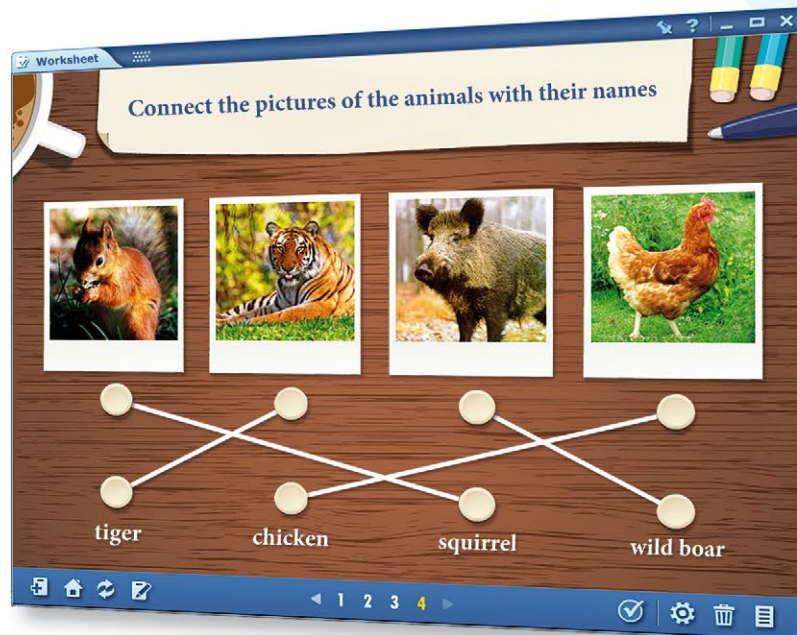 Worksheet
Connect the pictures of the animals with their names
tiger
chicken
squirrel
wild boar
1 2 3 4